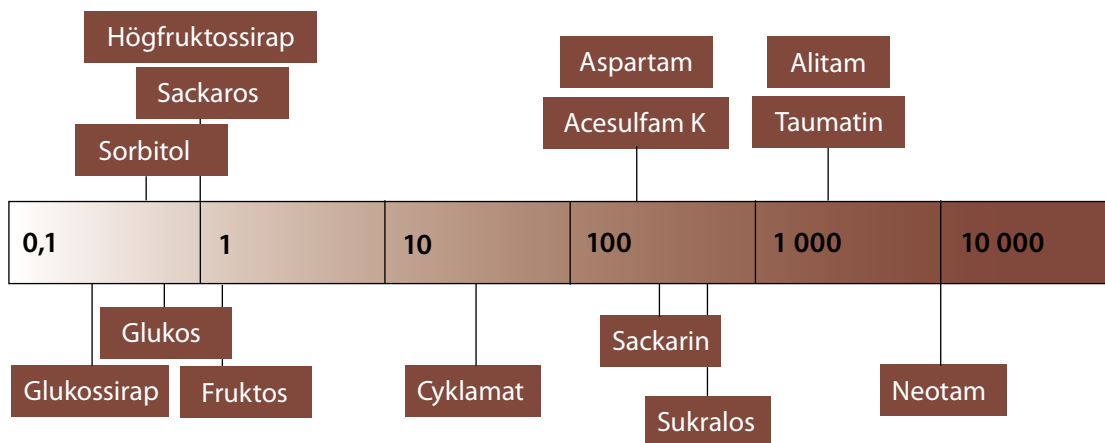 Högfruktossirap
Aspartam
Alitam
Sackaros
Acesulfam K
Taumatin
Sorbitol
0,1
1
10
100
1 000
10 000
Glukos
Sackarin
Glukossirap
Fruktos
Cyklamat
Neotam
Sukralos